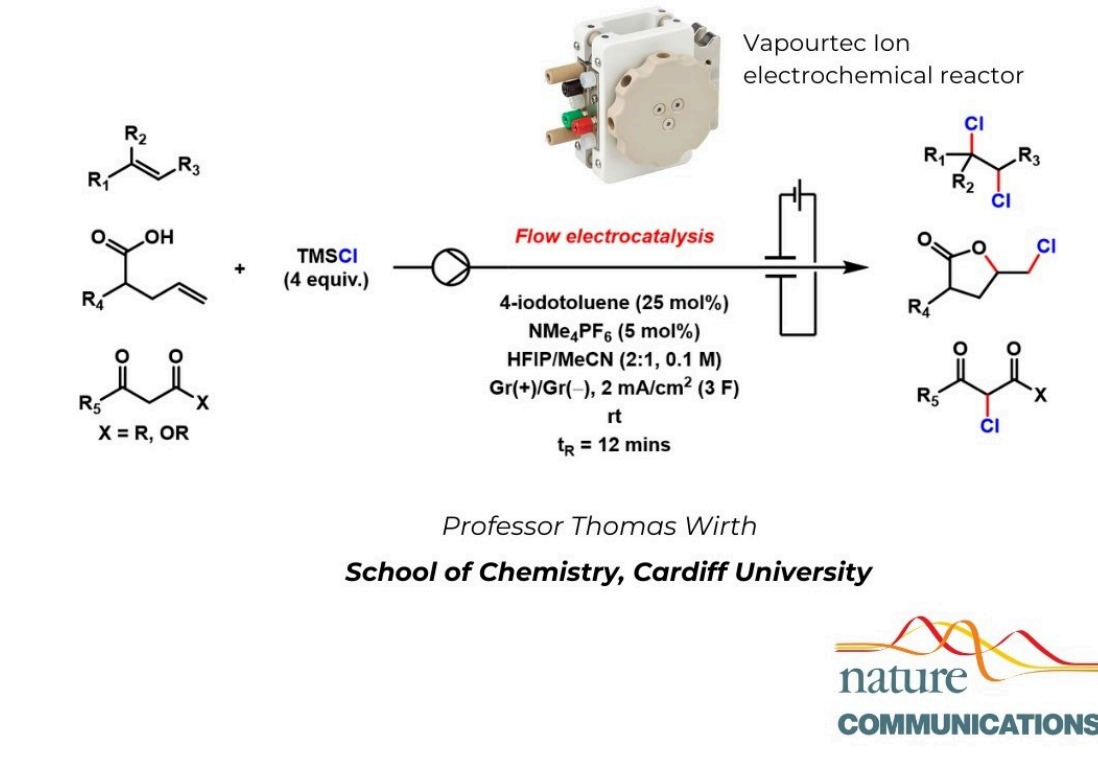 Vapourtec Ion
electrochemical reactor
R₂
R₁
R₃
O
OH
R₄
O
O
R₅
X
X = R, OR
+
TMSCl
(4 equiv.)
Flow electrocatalysis
4-iodotoluene (25 mol%)
NMe₄PF₆ (5 mol%)
HFIP/MeCN (2:1, 0.1 M)
Gr(+)/Gr(–), 2 mA/cm² (3 F)
rt
tR = 12 mins
Cl
R₁
R₃
R₂
Cl
O
O
Cl
R₄
O
O
R₅
X
Cl
Professor Thomas Wirth
School of Chemistry, Cardiff University
nature
COMMUNICATIONS